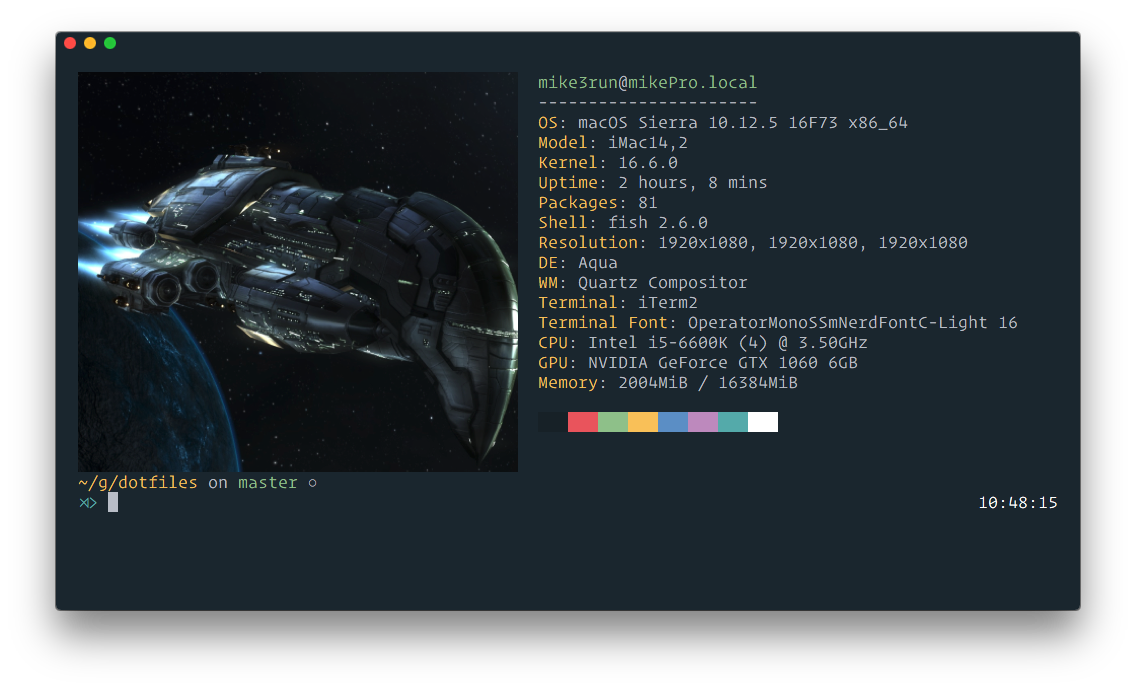 mike3run@mikePro.local
----------------------
OS: macOS Sierra 10.12.5 16F73 x86_64
Model: iMac14,2
Kernel: 16.6.0
Uptime: 2 hours, 8 mins
Packages: 81
Shell: fish 2.6.0
Resolution: 1920x1080, 1920x1080, 1920x1080
DE: Aqua
WM: Quartz Compositor
Terminal: iTerm2
Terminal Font: OperatorMonoSSmNerdFontC-Light 16
CPU: Intel i5-6600K (4) @ 3.50GHz
GPU: NVIDIA GeForce GTX 1060 6GB
Memory: 2004MiB / 16384MiB
~/g/dotfiles on master ○
⋊> 10:48:15